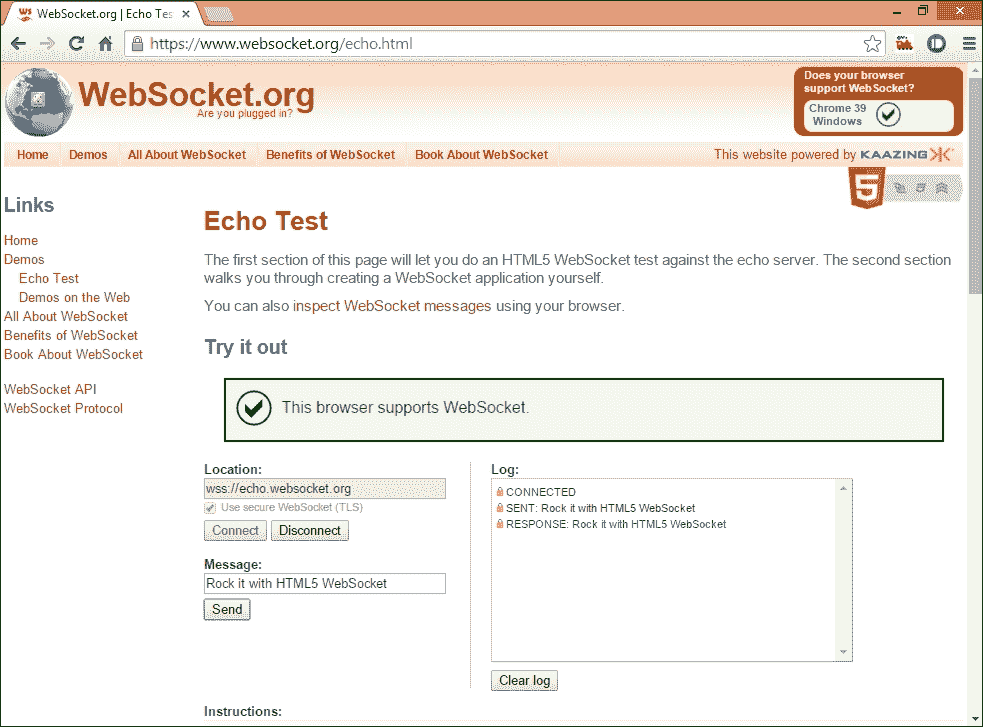 WebSocket.org | Echo Tes
https://www.websocket.org/echo.html
WebSocket.org
Are you plugged in?
Does your browser
support WebSocket?
Chrome 39
Windows
Home Demos All About WebSocket Benefits of WebSocket Book About WebSocket This website powered by KAAZING
5
Links
Home
Demos
Echo Test
Demos on the Web
All About WebSocket
Benefits of WebSocket
Book About WebSocket
WebSocket API
WebSocket Protocol
Echo Test
The first section of this page will let you do an HTML5 WebSocket test against the echo server. The second section
walks you through creating a WebSocket application yourself.
You can also inspect WebSocket messages using your browser.
Try it out
This browser supports WebSocket.
Location:
wss://echo.websocket.org
Use secure WebSocket (TLS)
Connect Disconnect
Message:
Rock it with HTML5 WebSocket
Send
Log:
CONNECTED
SENT: Rock it with HTML5 WebSocket
RESPONSE: Rock it with HTML5 WebSocket
Clear log
Instructions: